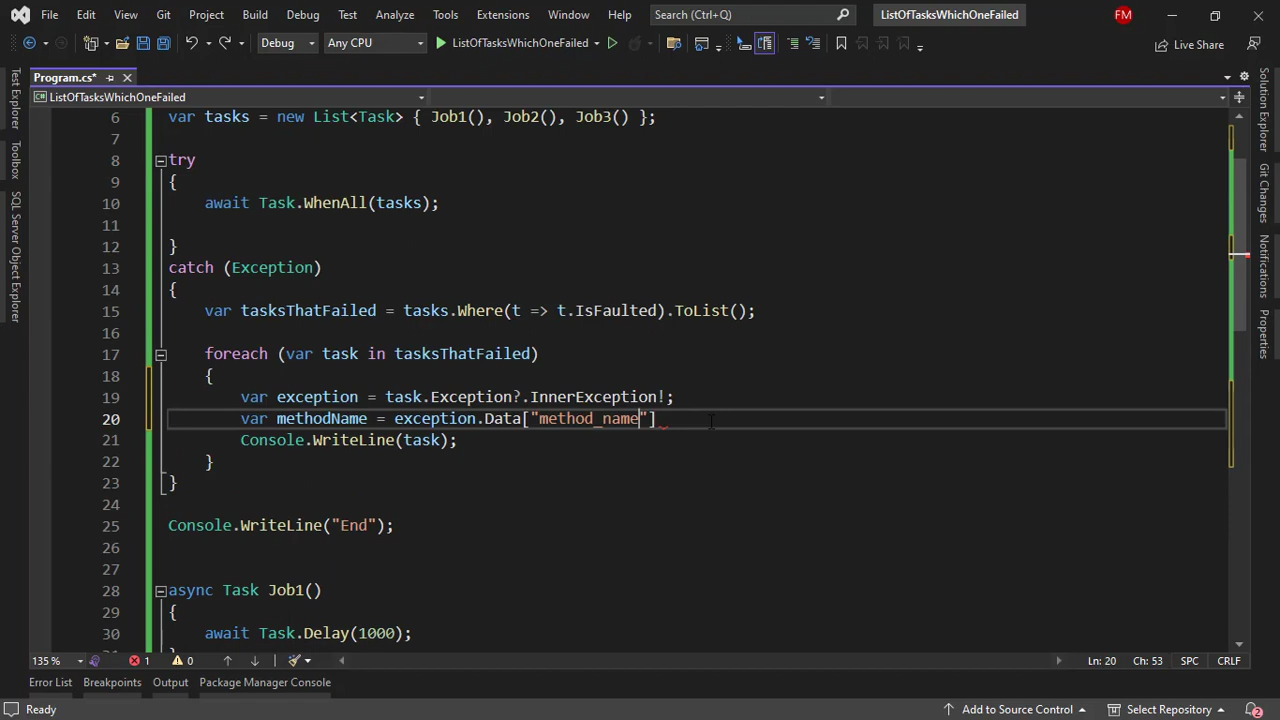 File Edit View Git Project Build Debug Test Analyze Tools Extensions Window Help Search (Ctrl+Q) ListOfTasksWhichOneFailed FM
Debug Any CPU ListOfTasksWhichOneFailed Live Share
Program.cs*
ListOfTasksWhichOneFailed
6 var tasks = new List<Task> { Job1(), Job2(), Job3() };
7
8 try
9 {
10 await Task.WhenAll(tasks);
11
12 }
13 catch (Exception)
14 {
15 var tasksThatFailed = tasks.Where(t => t.IsFaulted).ToList();
16
17 foreach (var task in tasksThatFailed)
18 {
19 var exception = task.Exception?.InnerException!;
20 var methodName = exception.Data["method_name"]
21 Console.WriteLine(task);
22 }
23 }
24
25 Console.WriteLine("End");
26
27
28 async Task Job1()
29 {
30 await Task.Delay(1000);
Test Explorer
Toolbox
SQL Server Object Explorer
Solution Explorer
Git Changes
Notifications
Properties
135 % 1 0 Ln: 20 Ch: 53 SPC CRLF
Error List Breakpoints Output Package Manager Console
Ready Add to Source Control Select Repository 2